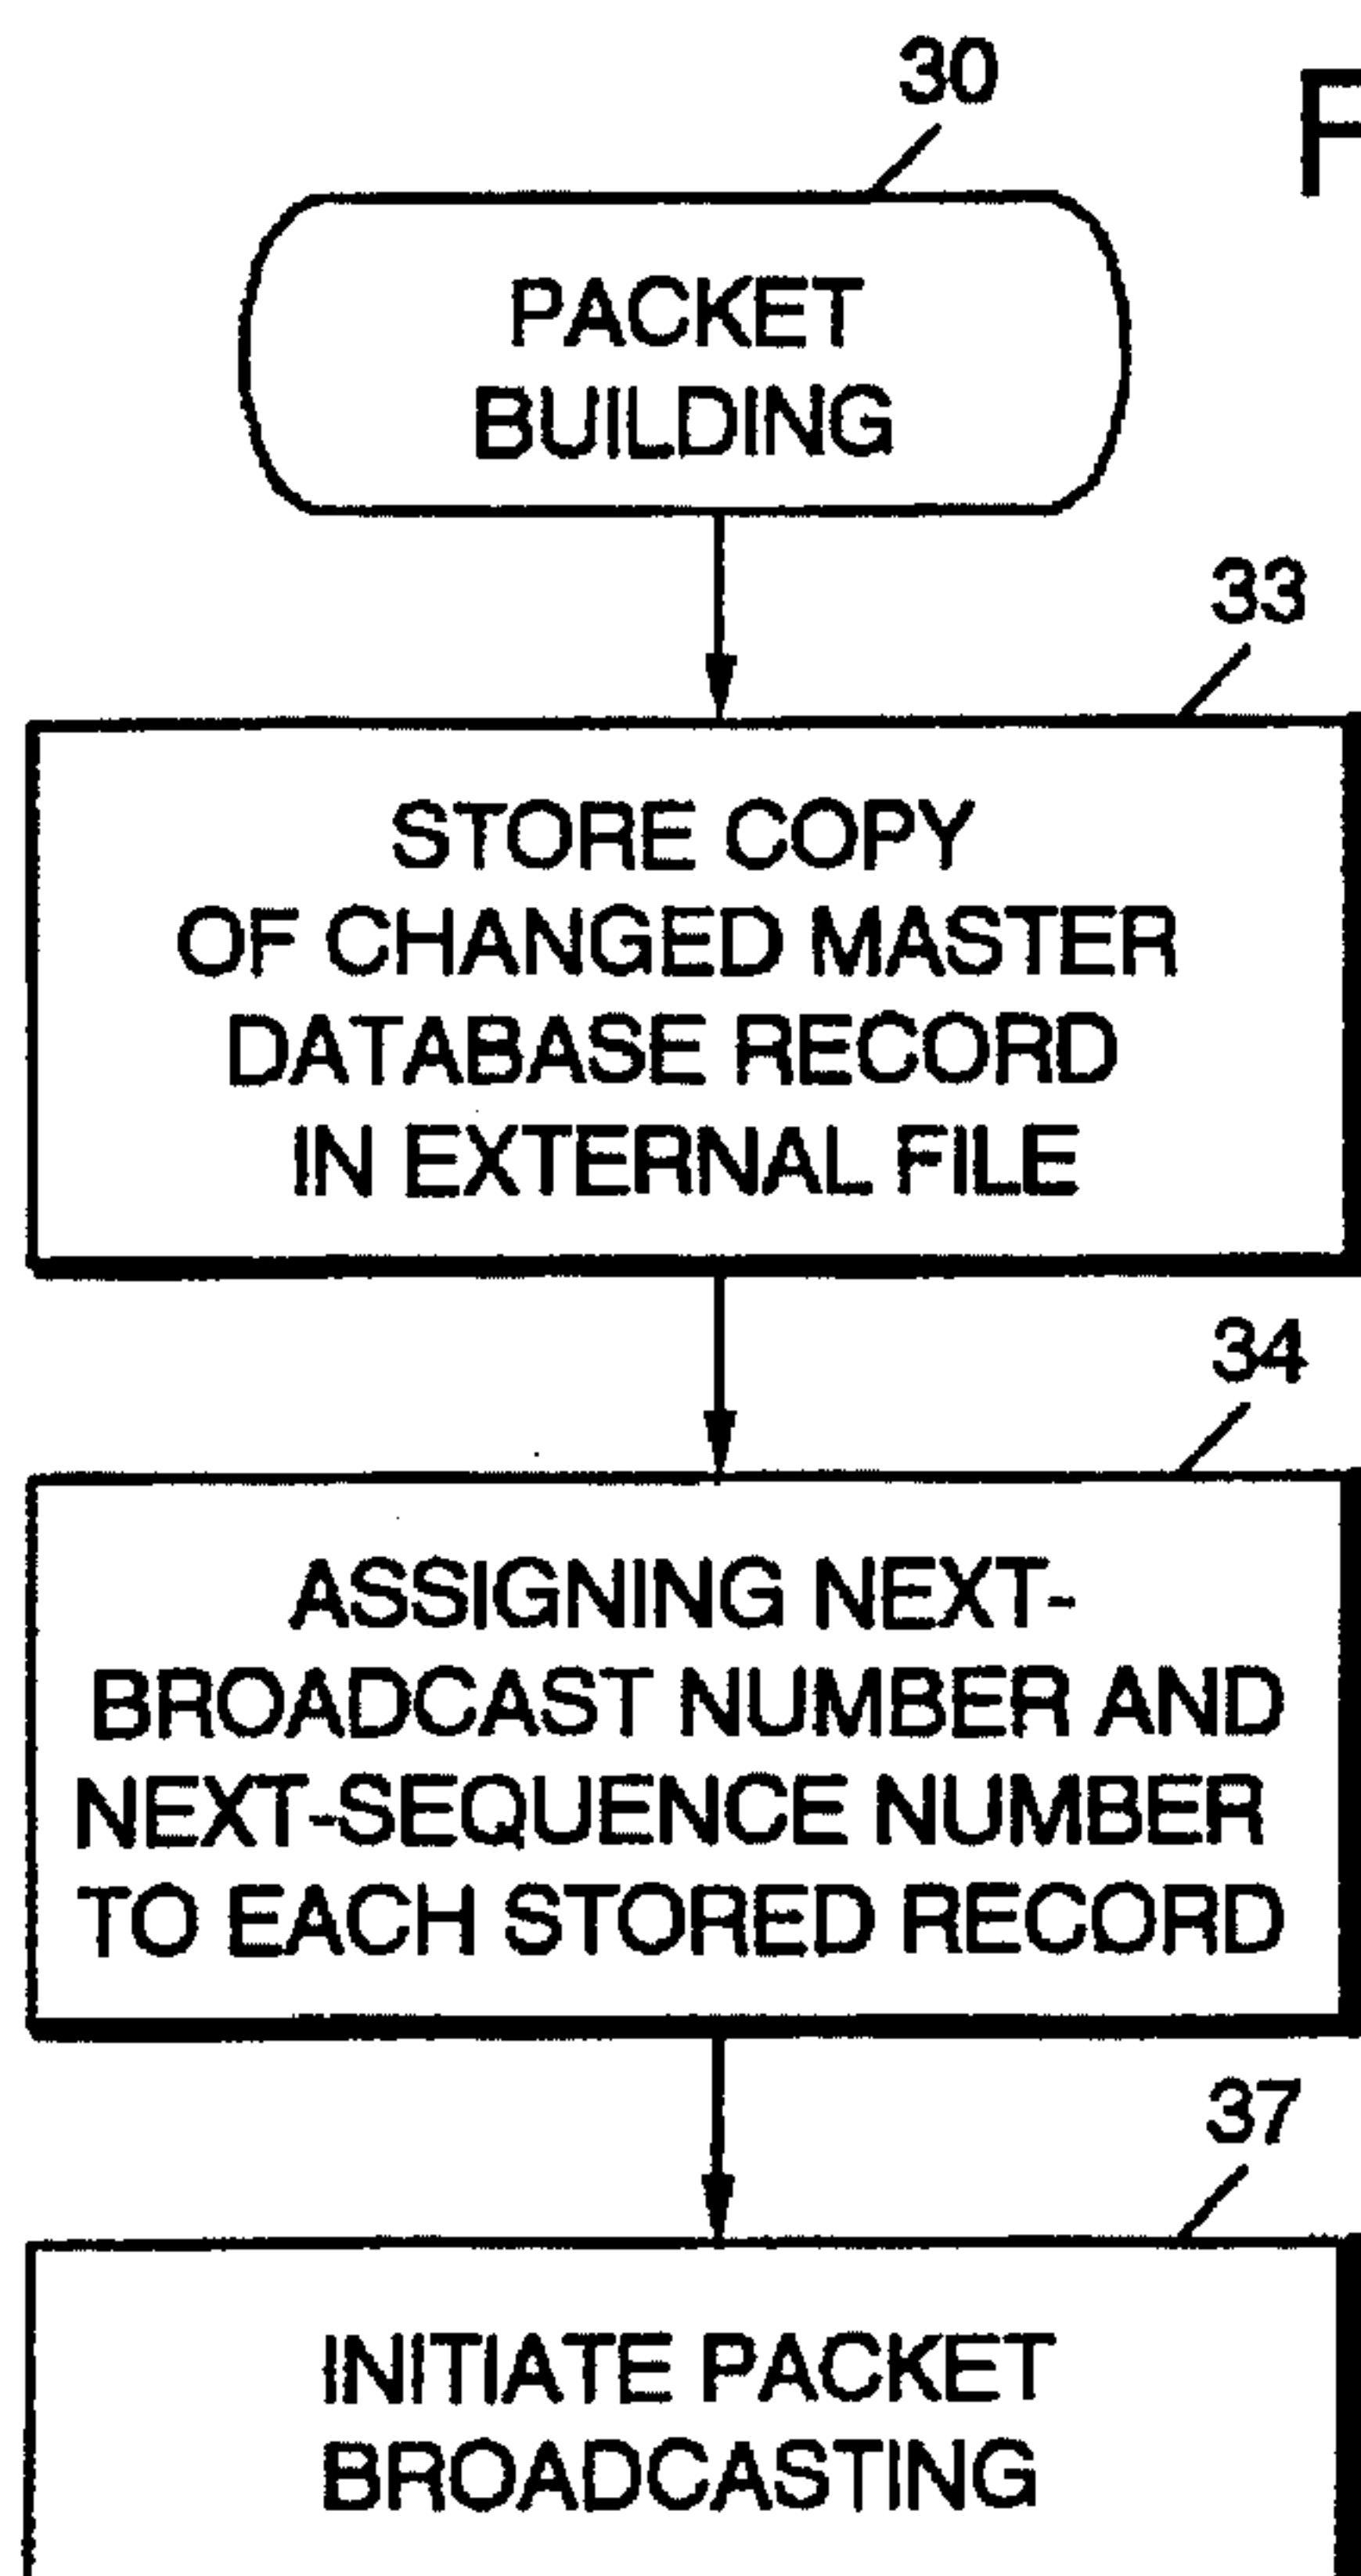 30
F
PACKET
BUILDING
33
STORE COPY
OF CHANGED MASTER
DATABASE RECORD
IN EXTERNAL FILE
34
ASSIGNING NEXT-
BROADCAST NUMBER AND
NEXT-SEQUENCE NUMBER
TO EACH STORED RECORD
37
INITIATE PACKET
BROADCASTING